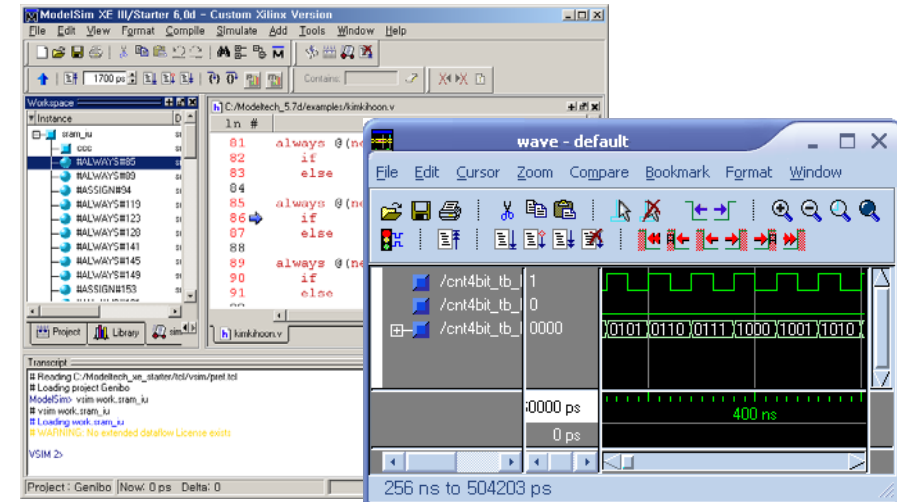 ModelSim XE III/Starter 6,0d - Custom Xilinx Version
File Edit View Format Compile Simulate Add Tools Window Help
1700 ps
Contains:
Workspace
Instance
sram_iu
ccc
#ALWAYS#85
#ALWAYS#89
#ASSIGN#94
#ALWAYS#119
#ALWAYS#123
#ALWAYS#128
#ALWAYS#141
#ALWAYS#145
#ALWAYS#149
#ASSIGN#153
Project Library sim
C:/Modeltech_5.7d/examples/kimkihoon.v
ln #
81 always @(ne
82 if
83 else
84
85 always @(ne
86 if
87 else
88
89 always @(ne
90 if
91 else
kimkihoon.v
Transcript
# Reading C:/Modeltech_xe_starter/tcl/vsim/pref.tcl
# Loading project Genibo
ModelSim> vsim work.sram_iu
# vsim work.sram_iu
# Loading work.sram_iu
# WARNING: No extended dataflow License exists
VSIM 2>
Project : Genibo Now: 0 ps Delta: 0
wave - default
File Edit Cursor Zoom Compare Bookmark Format Window
/cnt4bit_tb_ 1
/cnt4bit_tb_ 0
/cnt4bit_tb_ 0000
0101 0110 0111 1000 1001 1010
0000 ps
400 ns
0 ps
256 ns to 504203 ps